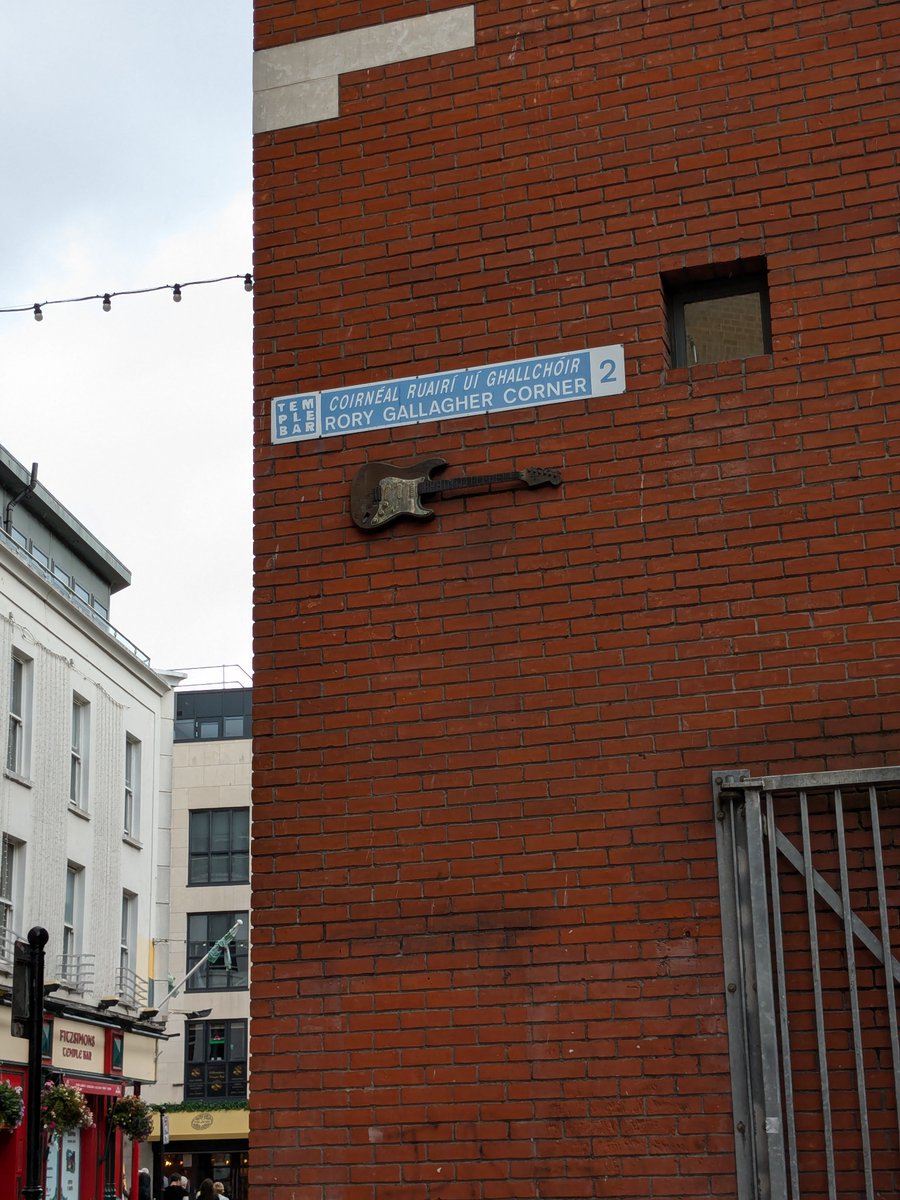 TEM
PLE
BAR
COIRNÉAL RUAIRÍ UÍ GHALLCHÓIR
RORY GALLAGHER CORNER
2
FITZSIMONS
TEMPLE BAR